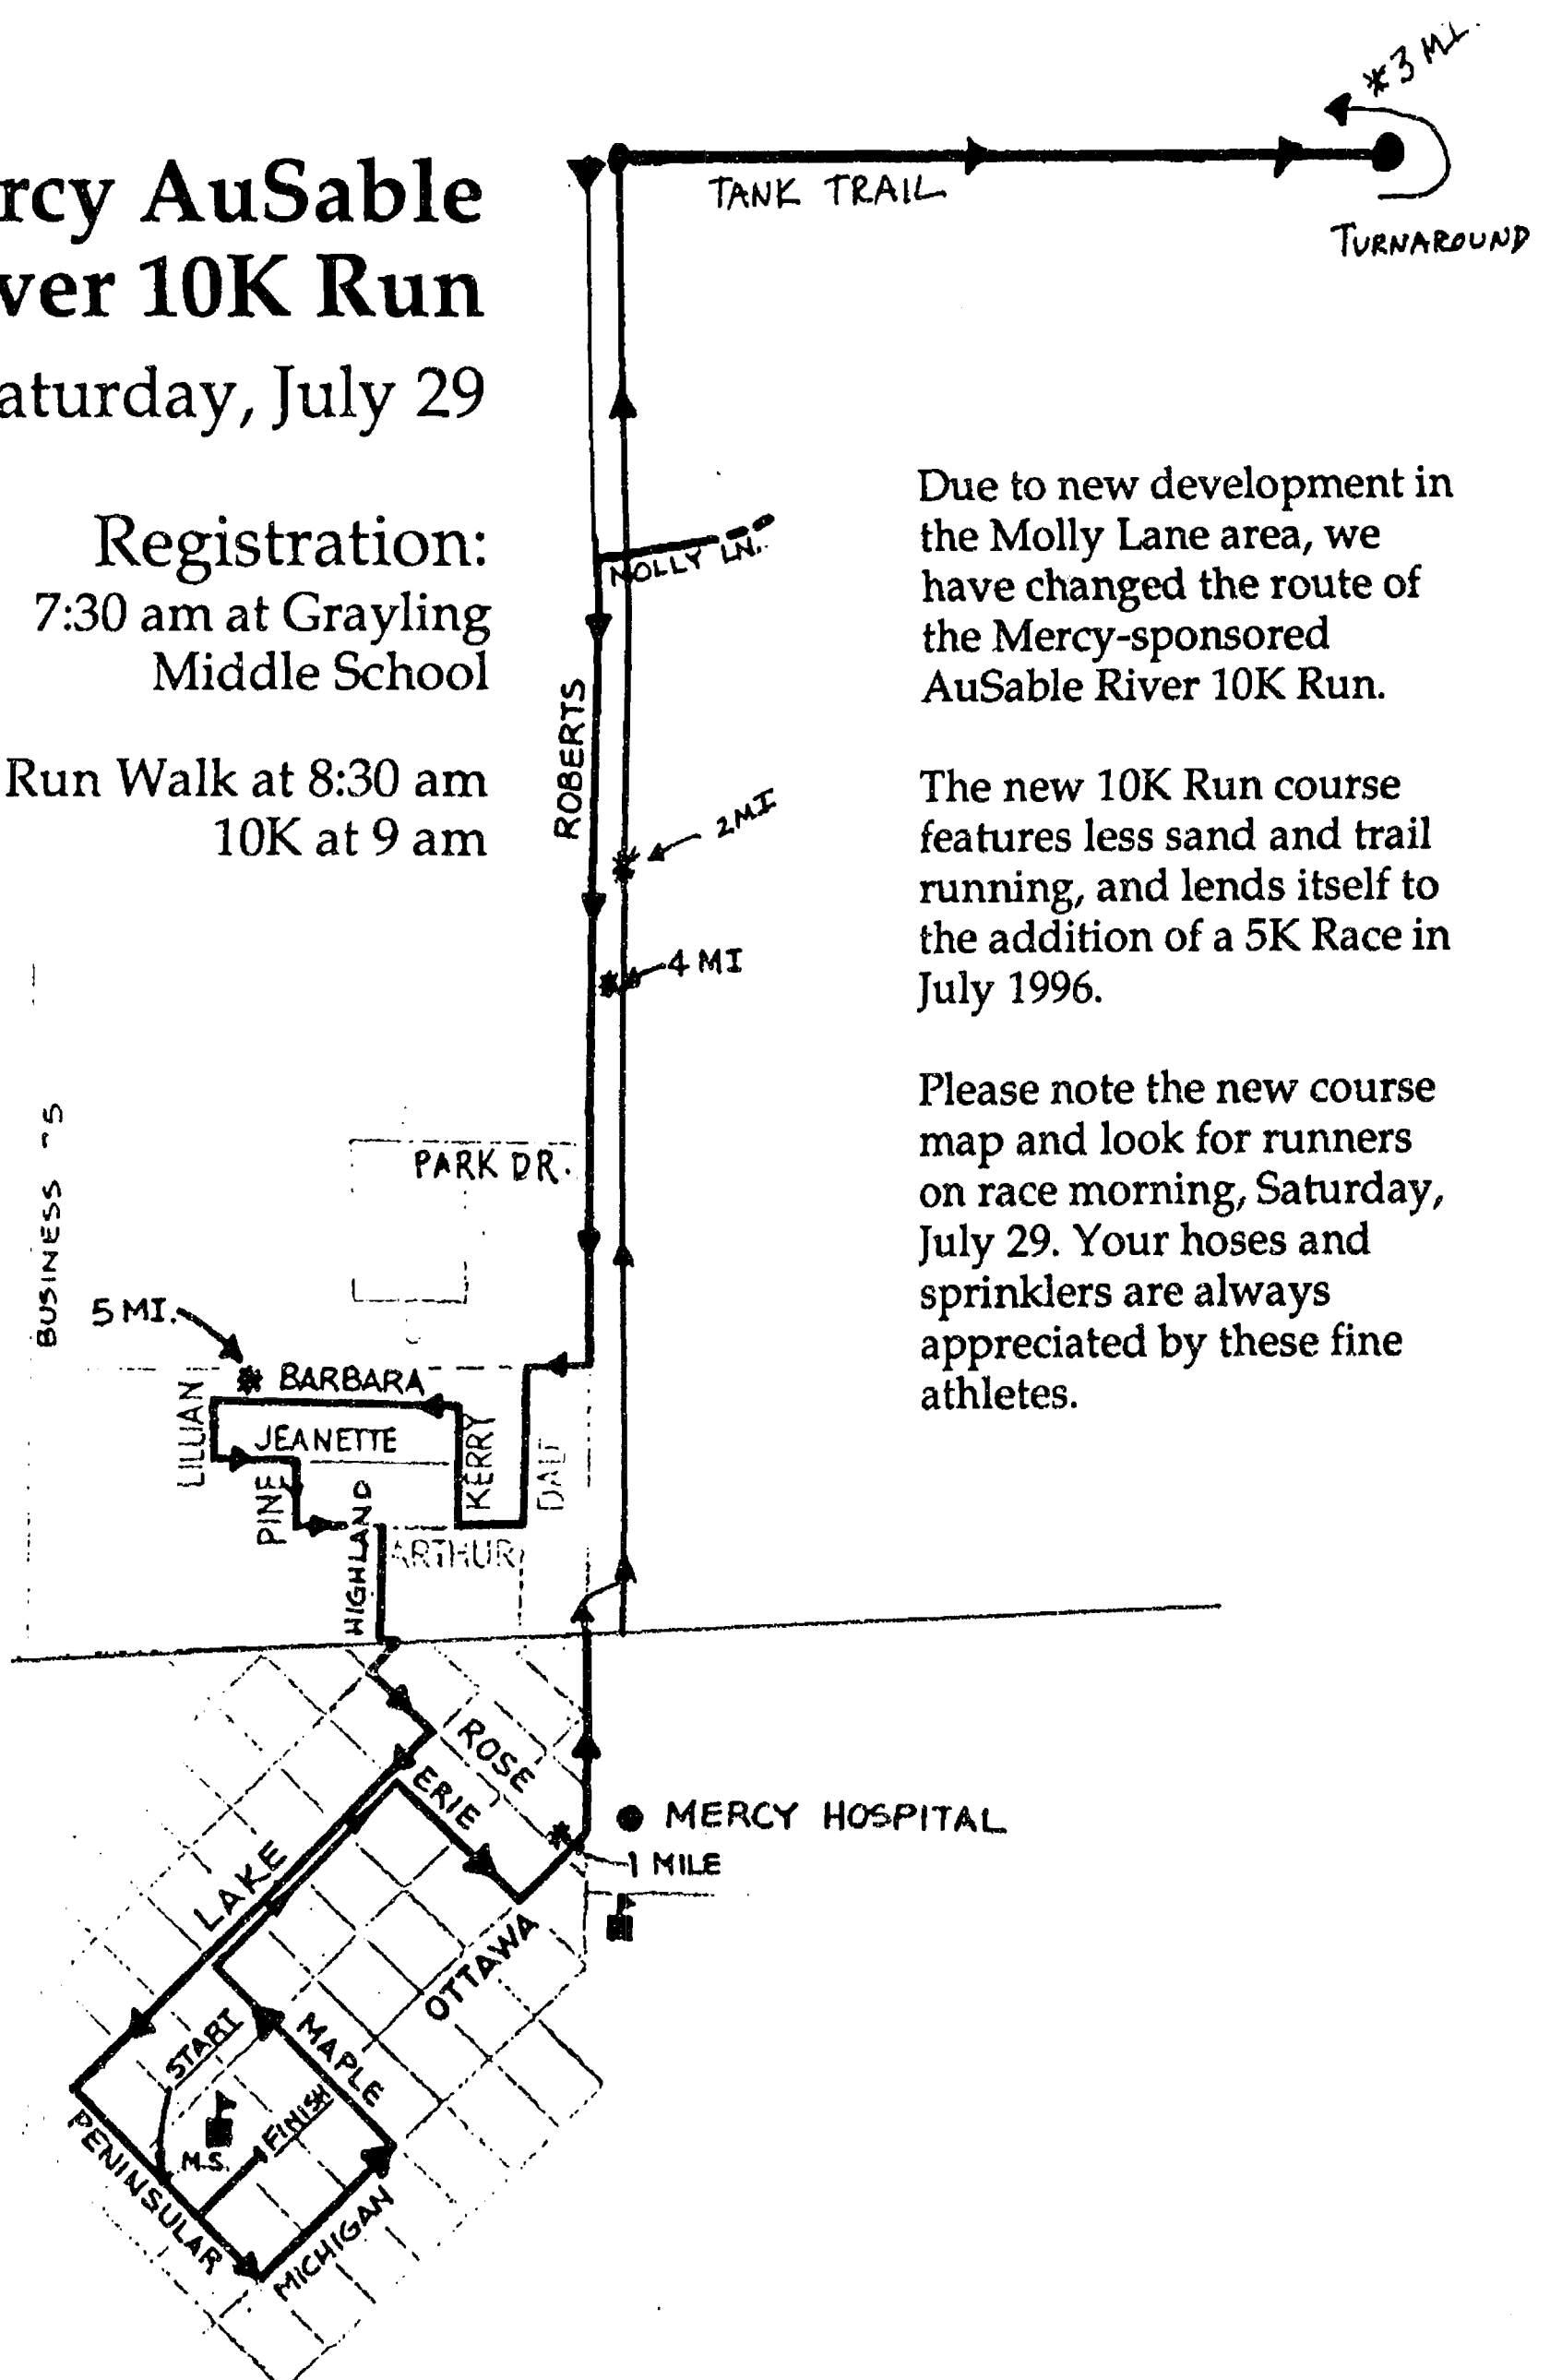 rcy AuSable
ver 10K Run
aturday, July 29
Registration:
7:30 am at Grayling
Middle School
Run Walk at 8:30 am
10K at 9 am
*3 MI.
TANK TRAIL
TURNAROUND
MOLLY LN.
ROBERTS
2 MI
4 MI
Due to new development in
the Molly Lane area, we
have changed the route of
the Mercy-sponsored
AuSable River 10K Run.
The new 10K Run course
features less sand and trail
running, and lends itself to
the addition of a 5K Race in
July 1996.
Please note the new course
map and look for runners
on race morning, Saturday,
July 29. Your hoses and
sprinklers are always
appreciated by these fine
athletes.
PARK DR.
BUSINESS
5 MI.
BARBARA
LILLIAN
JEANETTE
KERRY
PINE
HIGHLAND
ARTHUR
ROSE
ERIE
MERCY HOSPITAL
1 MILE
LAKE
OTTAWA
START
MAPLE
FINISH
M.S.
PENINSULAR
MICHIGAN